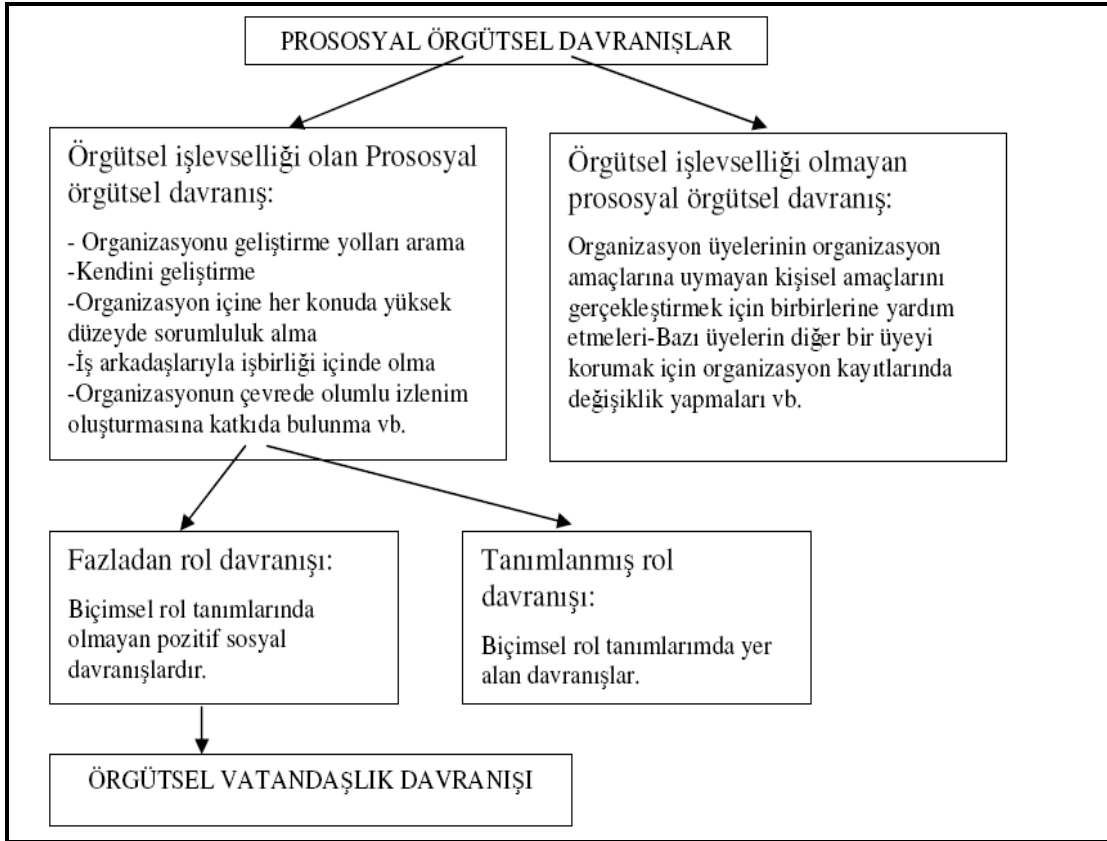 PROSOSYAL ÖRGÜTSEL DAVRANIŞLAR
Örgütsel işlevselliği olan Prososyal
örgütsel davranış:
- Organizasyonu geliştirme yolları arama
-Kendini geliştirme
-Organizasyon içine her konuda yüksek
düzeyde sorumluluk alma
-İş arkadaşlarıyla işbirliği içinde olma
-Organizasyonun çevrede olumlu izlenim
oluşturmasına katkıda bulunma vb.
Örgütsel işlevselliği olmayan
prososyal örgütsel davranış:
Organizasyon üyelerinin organizasyon
amaçlarına uymayan kişisel amaçlarını
gerçekleştirmek için birbirlerine yardım
etmeleri-Bazı üyelerin diğer bir üyeyi
korumak için organizasyon kayıtlarında
değişiklik yapmaları vb.
Fazladan rol davranışı:
Biçimsel rol tanımlarında
olmayan pozitif sosyal
davranışlardır.
Tanımlanmış rol
davranışı:
Biçimsel rol tanımlarımda yer
alan davranışlar.
ÖRGÜTSEL VATANDAŞLIK DAVRANIŞI